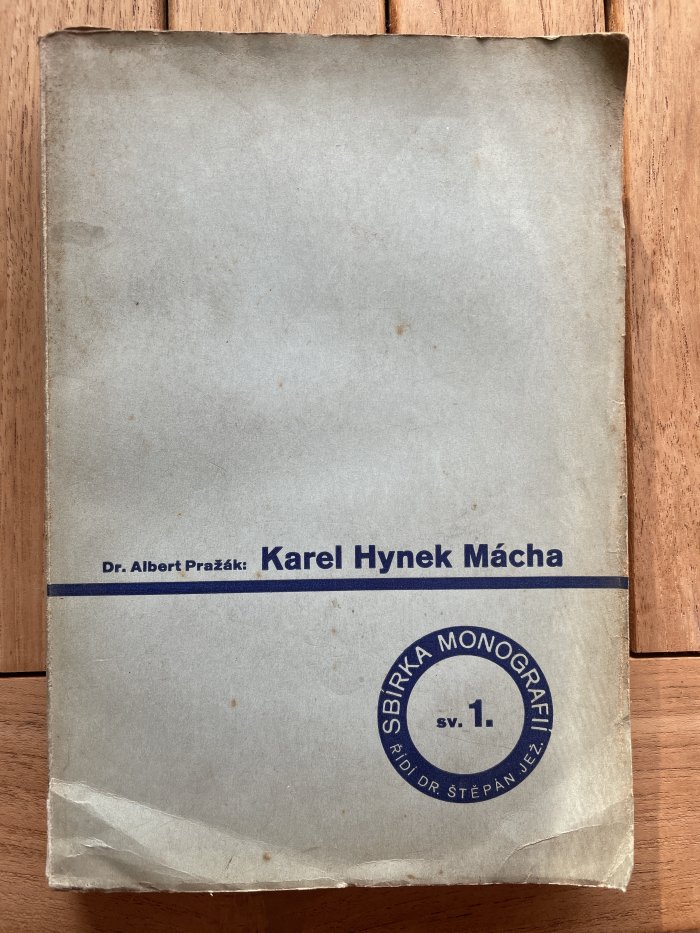 Dr. Albert Pražák: Karel Hynek Mácha
SBÍRKA MONOGRAFIÍ
sv. 1.
ŘÍDÍ DR. ŠTĚPÁN JEŽ.